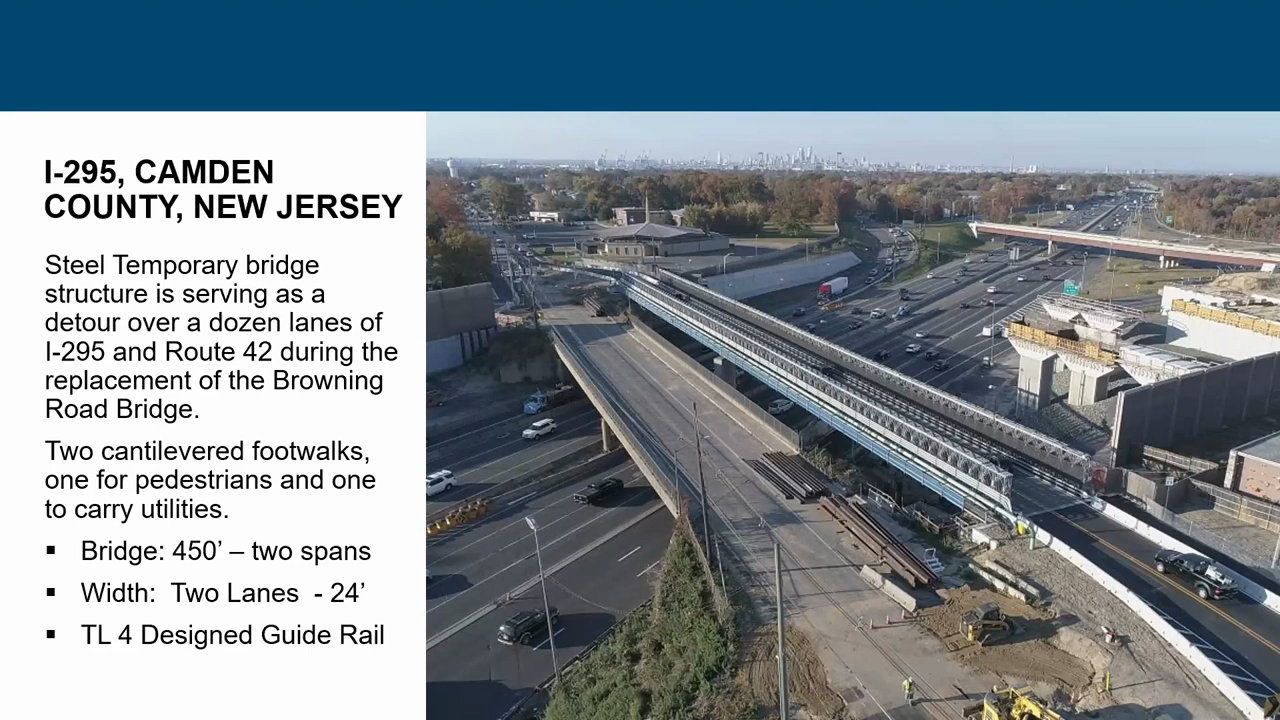 I-295, CAMDEN
COUNTY, NEW JERSEY
Steel Temporary bridge
structure is serving as a
detour over a dozen lanes of
I-295 and Route 42 during the
replacement of the Browning
Road Bridge.
Two cantilevered footwalks,
one for pedestrians and one
to carry utilities.
▪ Bridge: 450’ – two spans
▪ Width:  Two Lanes  - 24’
▪ TL 4 Designed Guide Rail